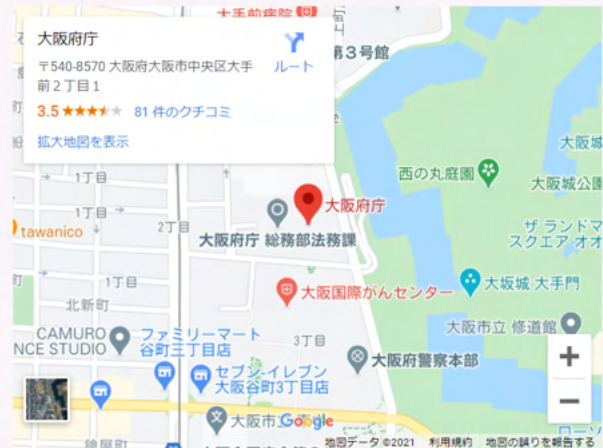 大手前病院
大阪府庁
〒540-8570 大阪府大阪市中央区大手
前2丁目1
ルート
3.5
81 件のクチコミ
拡大地図を表示
第3号館
大阪城
西の丸庭園
大阪城公園
1丁目
大阪府庁
1丁目
2丁目
tawanico
大阪府庁 総務部法務課
ザ ランドマ
スクエア オオ
1丁目
大阪国際がんセンター
大坂城 大手門
北新町
大阪市立 修道館
CAMURO
NCE STUDIO
ファミリーマート
谷町三丁目店
3丁目
大阪府警察本部
セブン-イレブン
大阪谷町3丁目店
+
−
大阪市
Google
地図データ ©2021
利用規約
地図の誤りを報告する